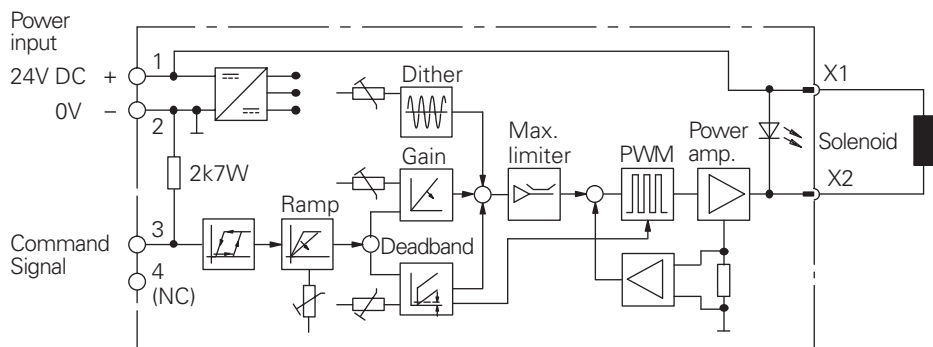 Power
input
24V DC +
0V −
1
2
2k7W
Command
Signal
3
4
(NC)
Ramp
Dither
Gain
Deadband
Max.
limiter
PWM
Power
amp.
X1
Solenoid
X2